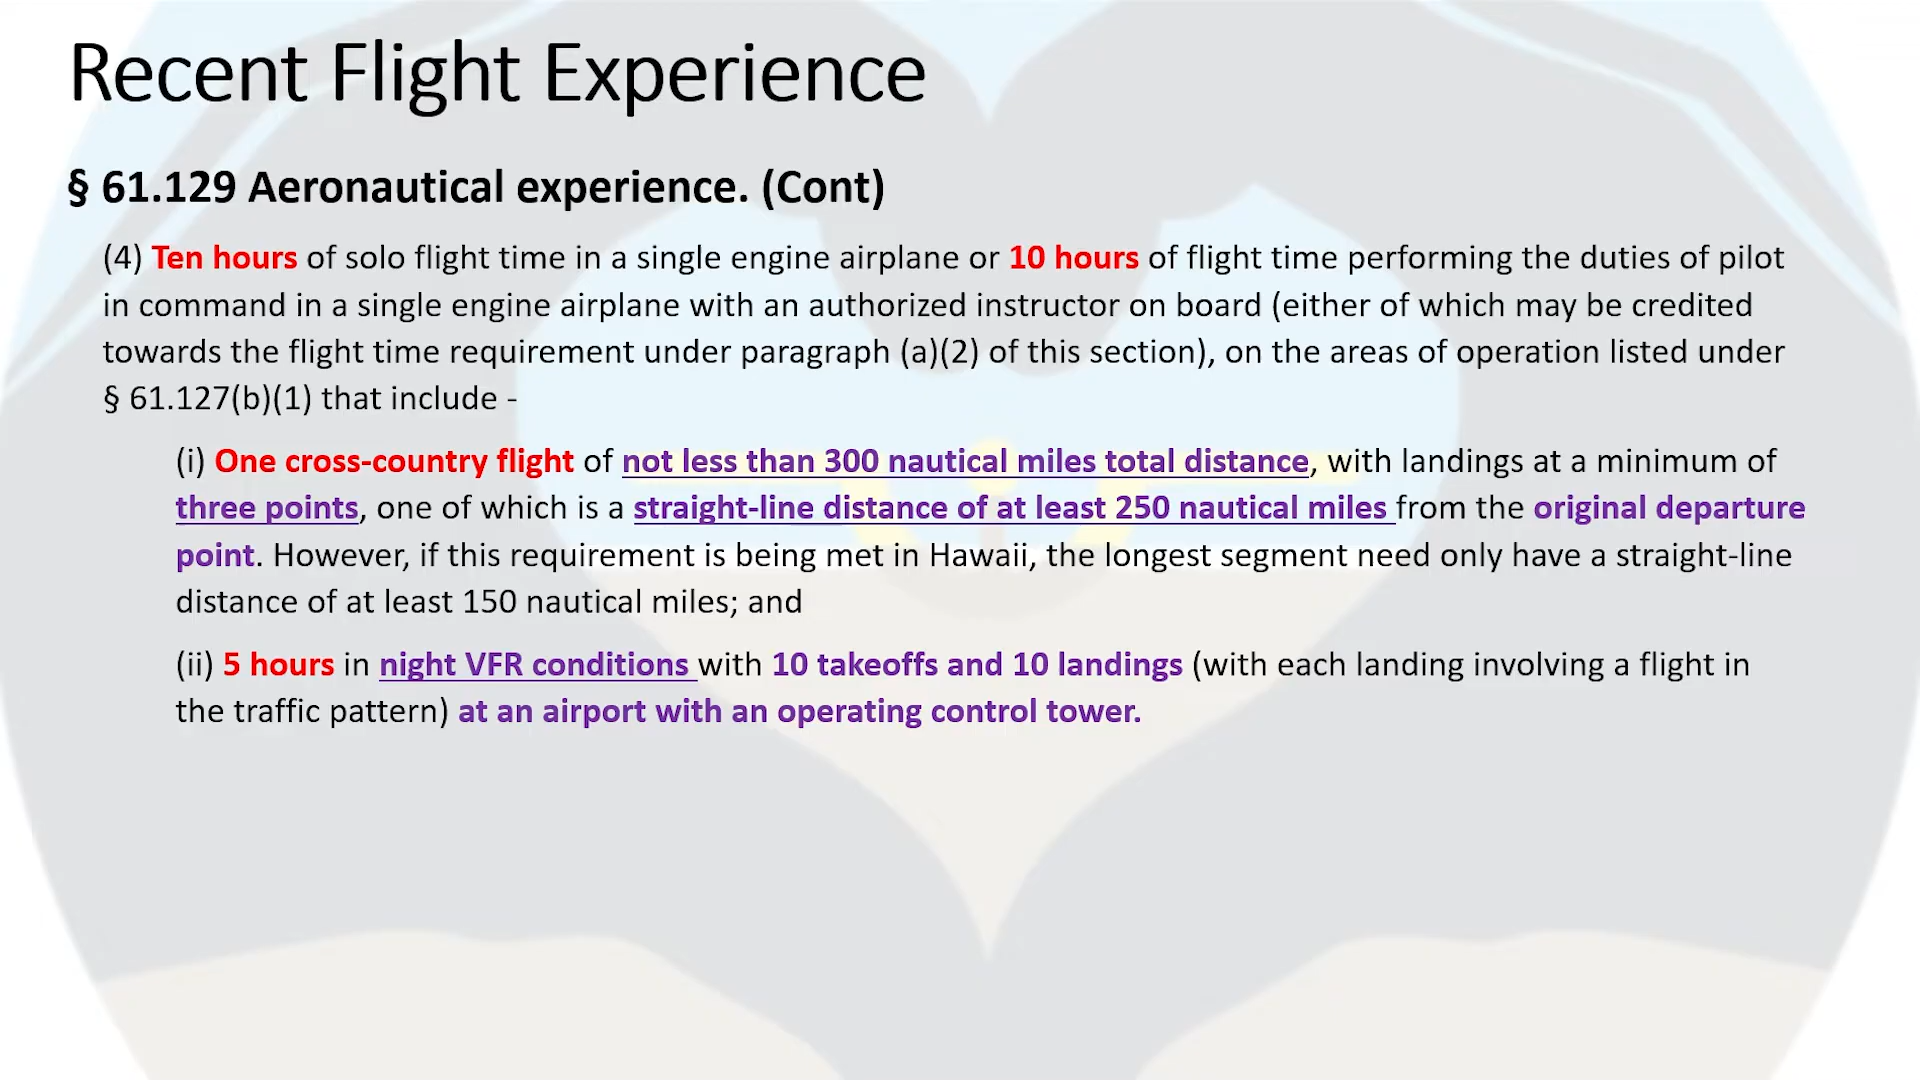 Recent Flight Experience
§ 61.129 Aeronautical experience. (Cont)
(4) Ten hours of solo flight time in a single engine airplane or 10 hours of flight time performing the duties of pilot
in command in a single engine airplane with an authorized instructor on board (either of which may be credited
towards the flight time requirement under paragraph (a)(2) of this section), on the areas of operation listed under
§ 61.127(b)(1) that include -
(i) One cross-country flight of not less than 300 nautical miles total distance, with landings at a minimum of
three points, one of which is a straight-line distance of at least 250 nautical miles from the original departure
point. However, if this requirement is being met in Hawaii, the longest segment need only have a straight-line
distance of at least 150 nautical miles; and
(ii) 5 hours in night VFR conditions with 10 takeoffs and 10 landings (with each landing involving a flight in
the traffic pattern) at an airport with an operating control tower.